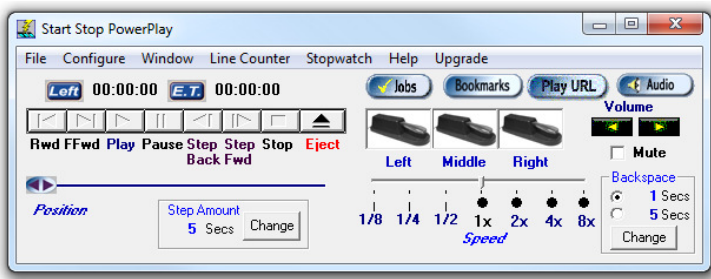 Start Stop PowerPlay
File Configure Window Line Counter Stopwatch Help Upgrade
Left 00:00:00 E.T. 00:00:00
Jobs Bookmarks Play URL Audio
Volume
Rwd FFwd Play Pause Step Back Step Fwd Stop Eject
Left Middle Right
Mute
Position
Step Amount
5 Secs Change
1/8 1/4 1/2 1x 2x 4x 8x
Speed
Backspace
1 Secs
5 Secs
Change